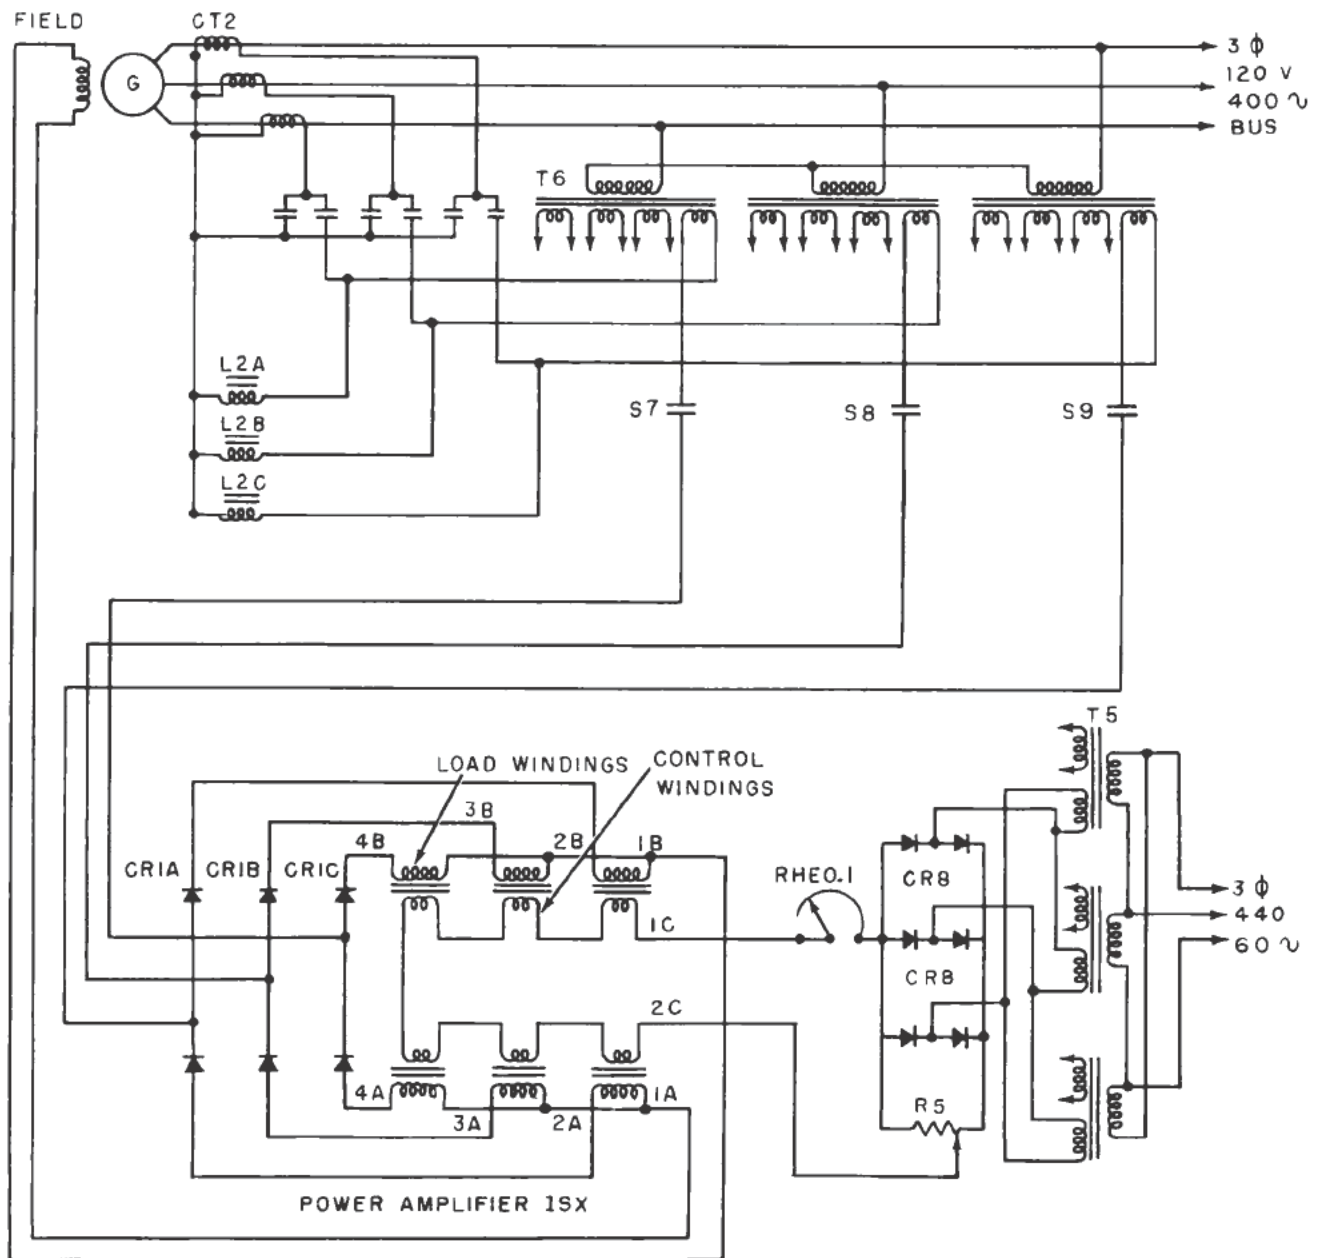 FIELD
CT2
3 ϕ
120 V
400 ~
BUS
G
T6
L2A
L2B
L2C
S7
S8
S9
T5
LOAD WINDINGS
CONTROL
WINDINGS
4B
3B
2B
1B
CR1A
CR1B
CR1C
RHEO.1
CR8
1C
CR8
3 ϕ
440
60 ~
2C
4A
3A
2A
1A
R5
POWER AMPLIFIER 1SX